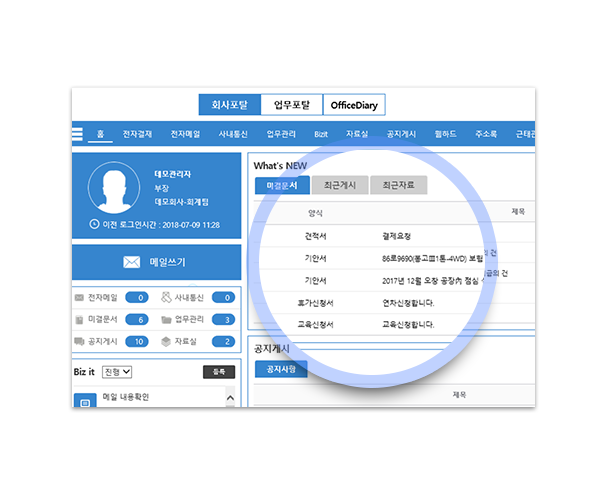 회사포탈 업무포탈 OfficeDiary
홈 전자결재 전자메일 사내통신 업무관리 Bizit 자료실 공지게시 웹하드 주소록 근태관
데모관리자
부장
데모회사-회계팀
이전 로그인시간 : 2018-07-09 11:28
메일쓰기
전자메일 0 사내통신 0
미결문서 6 업무관리 3
공지게시 10 자료실 2
Biz it 진행 등록
메일 내용확인
What's NEW
미결문서 최근게시 최근자료
양식 제목
견적서 결제요청
기안서 86로9690(봉고Ⅲ1톤-4WD) 보험 건
기안서 2017년 12월 오창 공장內 점심 급의 건
휴가신청서 연차신청합니다.
교육신청서 교육신청합니다.
공지게시
공지사항
제목